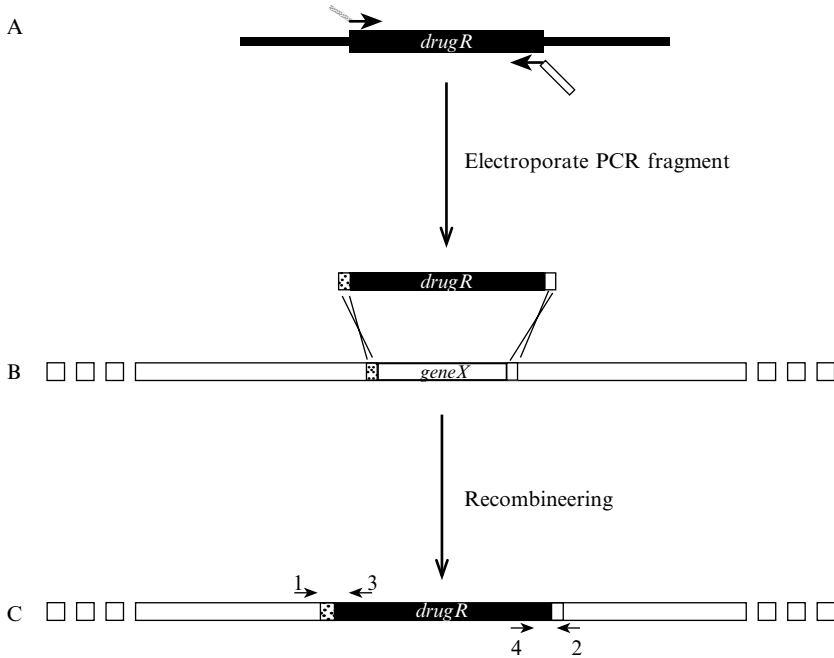 A
drugR
Electroporate PCR fragment
drugR
B
geneX
Recombineering
1 3
C
drugR
4 2